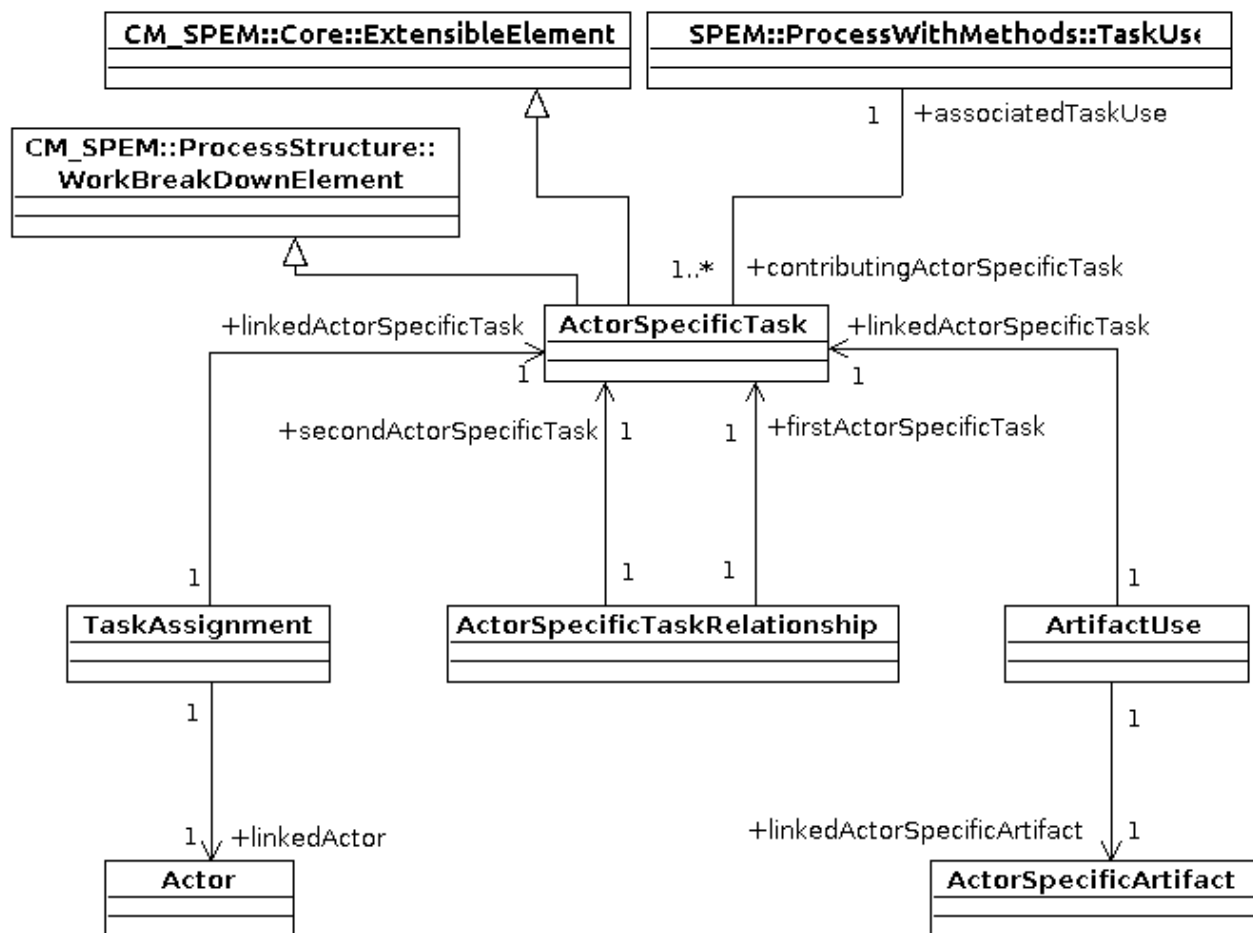 CM_SPEM::Core::ExtensibleElement
SPEM::ProcessWithMethods::TaskUse
1
+associatedTaskUse
CM_SPEM::ProcessStructure::
WorkBreakDownElement
1..*
+contributingActorSpecificTask
+linkedActorSpecificTask
ActorSpecificTask
+linkedActorSpecificTask
1
1
+secondActorSpecificTask
1
1
+firstActorSpecificTask
1
1
1
1
TaskAssignment
ActorSpecificTaskRelationship
ArtifactUse
1
1
1
+linkedActor
+linkedActorSpecificArtifact
1
Actor
ActorSpecificArtifact